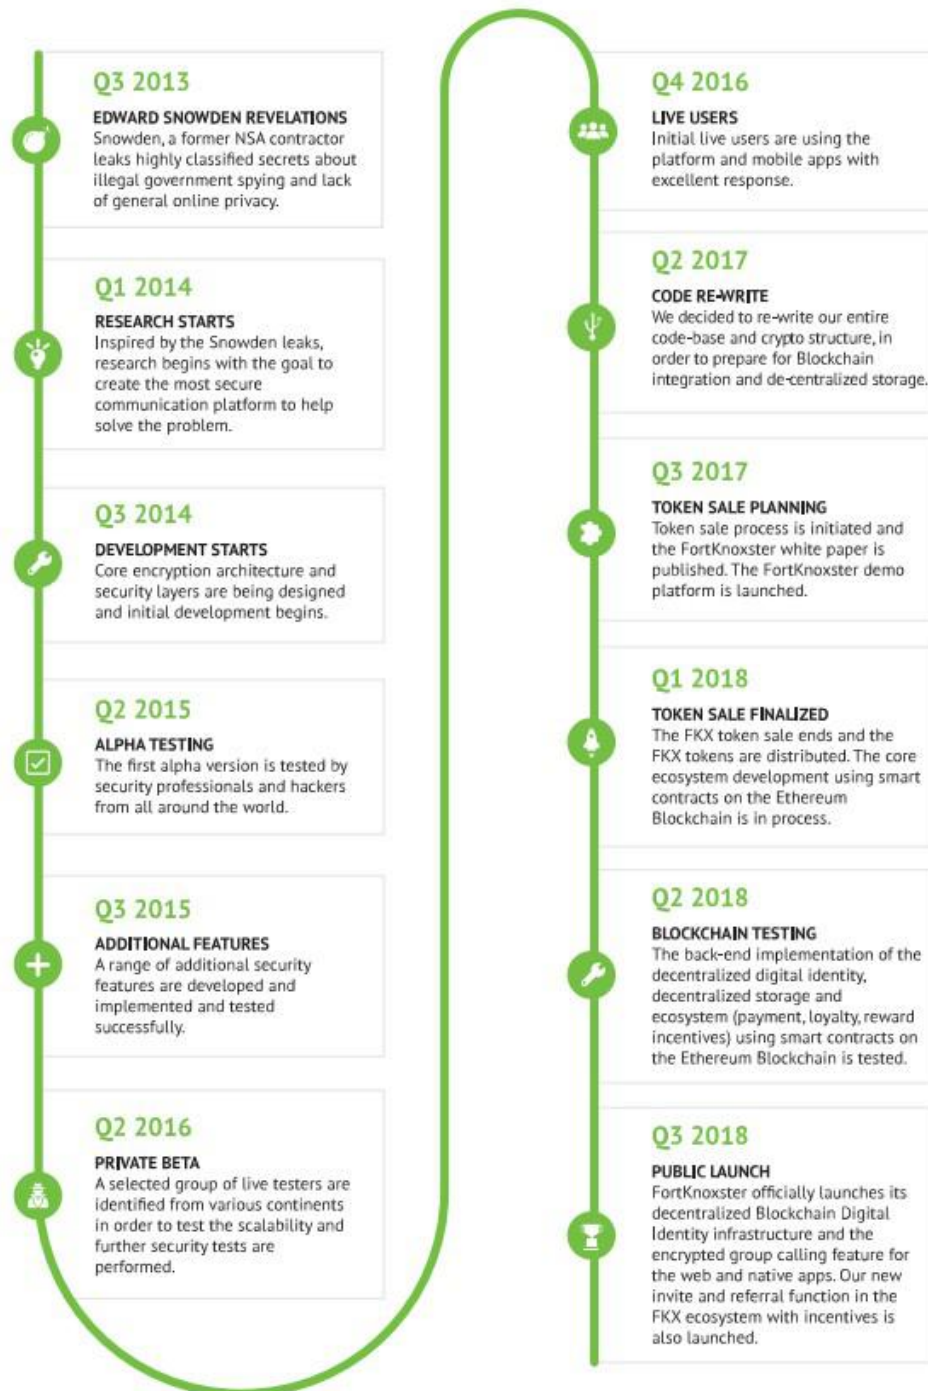 Q3 2013
EDWARD SNOWDEN REVELATIONS
Snowden, a former NSA contractor
leaks highly classified secrets about
illegal government spying and lack
of general online privacy.
Q1 2014
RESEARCH STARTS
Inspired by the Snowden leaks,
research begins with the goal to
create the most secure
communication platform to help
solve the problem.
Q3 2014
DEVELOPMENT STARTS
Core encryption architecture and
security layers are being designed
and initial development begins.
Q2 2015
ALPHA TESTING
The first alpha version is tested by
security professionals and hackers
from all around the world.
Q3 2015
ADDITIONAL FEATURES
A range of additional security
features are developed and
implemented and tested
successfully.
Q2 2016
PRIVATE BETA
A selected group of live testers are
identified from various continents
in order to test the scalability and
further security tests are
performed.
Q4 2016
LIVE USERS
Initial live users are using the
platform and mobile apps with
excellent response.
Q2 2017
CODE RE-WRITE
We decided to re-write our entire
code-base and crypto structure, in
order to prepare for Blockchain
integration and de-centralized storage.
Q3 2017
TOKEN SALE PLANNING
Token sale process is initiated and
the FortKnoxster white paper is
published. The FortKnoxster demo
platform is launched.
Q1 2018
TOKEN SALE FINALIZED
The FKX token sale ends and the
FKX tokens are distributed. The core
ecosystem development using smart
contracts on the Ethereum
Blockchain is in process.
Q2 2018
BLOCKCHAIN TESTING
The back-end implementation of the
decentralized digital identity,
decentralized storage and
ecosystem (payment, loyalty, reward
incentives) using smart contracts on
the Ethereum Blockchain is tested.
Q3 2018
PUBLIC LAUNCH
FortKnoxster officially launches its
decentralized Blockchain Digital
Identity infrastructure and the
encrypted group calling feature for
the web and native apps. Our new
invite and referral function in the
FKX ecosystem with incentives is
also launched.